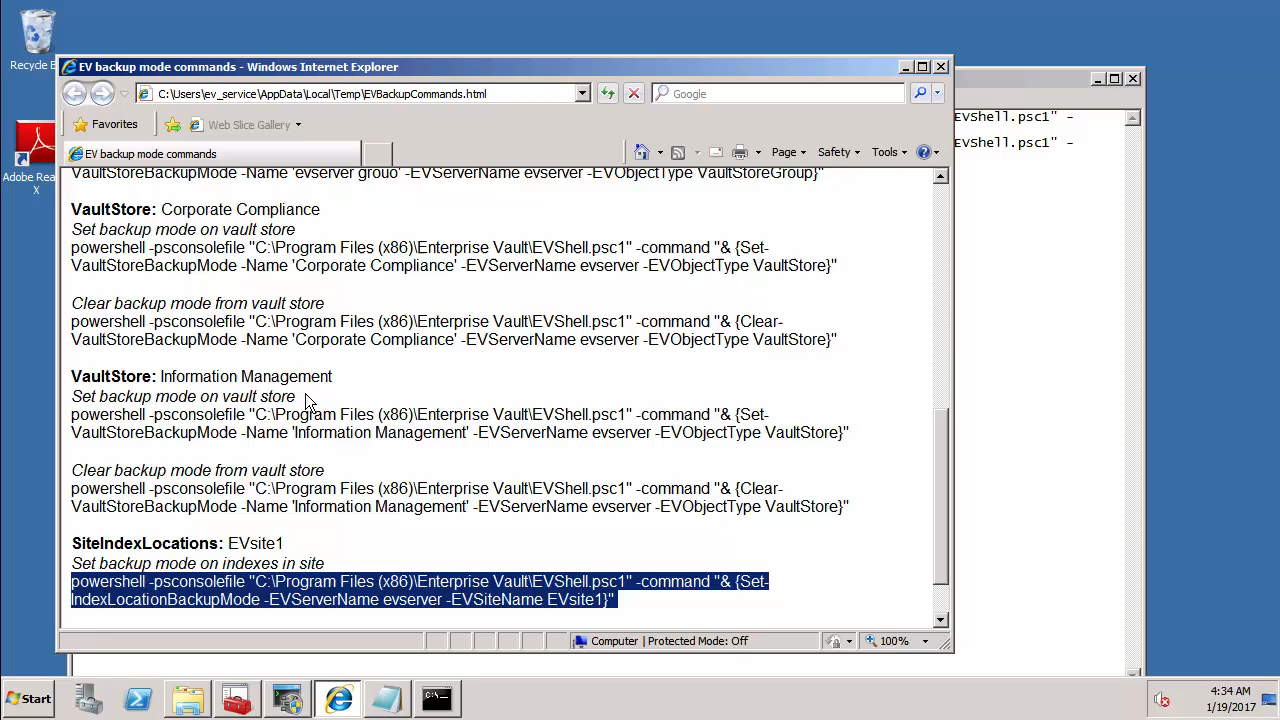 Recycle B
Adobe Rea
X
EV backup mode commands - Windows Internet Explorer
C:\Users\ev_service\AppData\Local\Temp\EVBackupCommands.html
Google
Favorites
Web Slice Gallery
EV backup mode commands
Page
Safety
Tools
EVShell.psc1" -
EVShell.psc1" -
VaultStoreBackupMode -Name 'evserver group' -EVServerName evserver -EVObjectType VaultStoreGroup}"
VaultStore: Corporate Compliance
Set backup mode on vault store
powershell -psconsolefile "C:\Program Files (x86)\Enterprise Vault\EVShell.psc1" -command "& {Set-
VaultStoreBackupMode -Name 'Corporate Compliance' -EVServerName evserver -EVObjectType VaultStore}"
Clear backup mode from vault store
powershell -psconsolefile "C:\Program Files (x86)\Enterprise Vault\EVShell.psc1" -command "& {Clear-
VaultStoreBackupMode -Name 'Corporate Compliance' -EVServerName evserver -EVObjectType VaultStore}"
VaultStore: Information Management
Set backup mode on vault store
powershell -psconsolefile "C:\Program Files (x86)\Enterprise Vault\EVShell.psc1" -command "& {Set-
VaultStoreBackupMode -Name 'Information Management' -EVServerName evserver -EVObjectType VaultStore}"
Clear backup mode from vault store
powershell -psconsolefile "C:\Program Files (x86)\Enterprise Vault\EVShell.psc1" -command "& {Clear-
VaultStoreBackupMode -Name 'Information Management' -EVServerName evserver -EVObjectType VaultStore}"
SiteIndexLocations: EVsite1
Set backup mode on indexes in site
powershell -psconsolefile "C:\Program Files (x86)\Enterprise Vault\EVShell.psc1" -command "& {Set-
IndexLocationBackupMode -EVServerName evserver -EVSiteName EVsite1}"
Computer | Protected Mode: Off
100%
Start
4:34 AM
1/19/2017